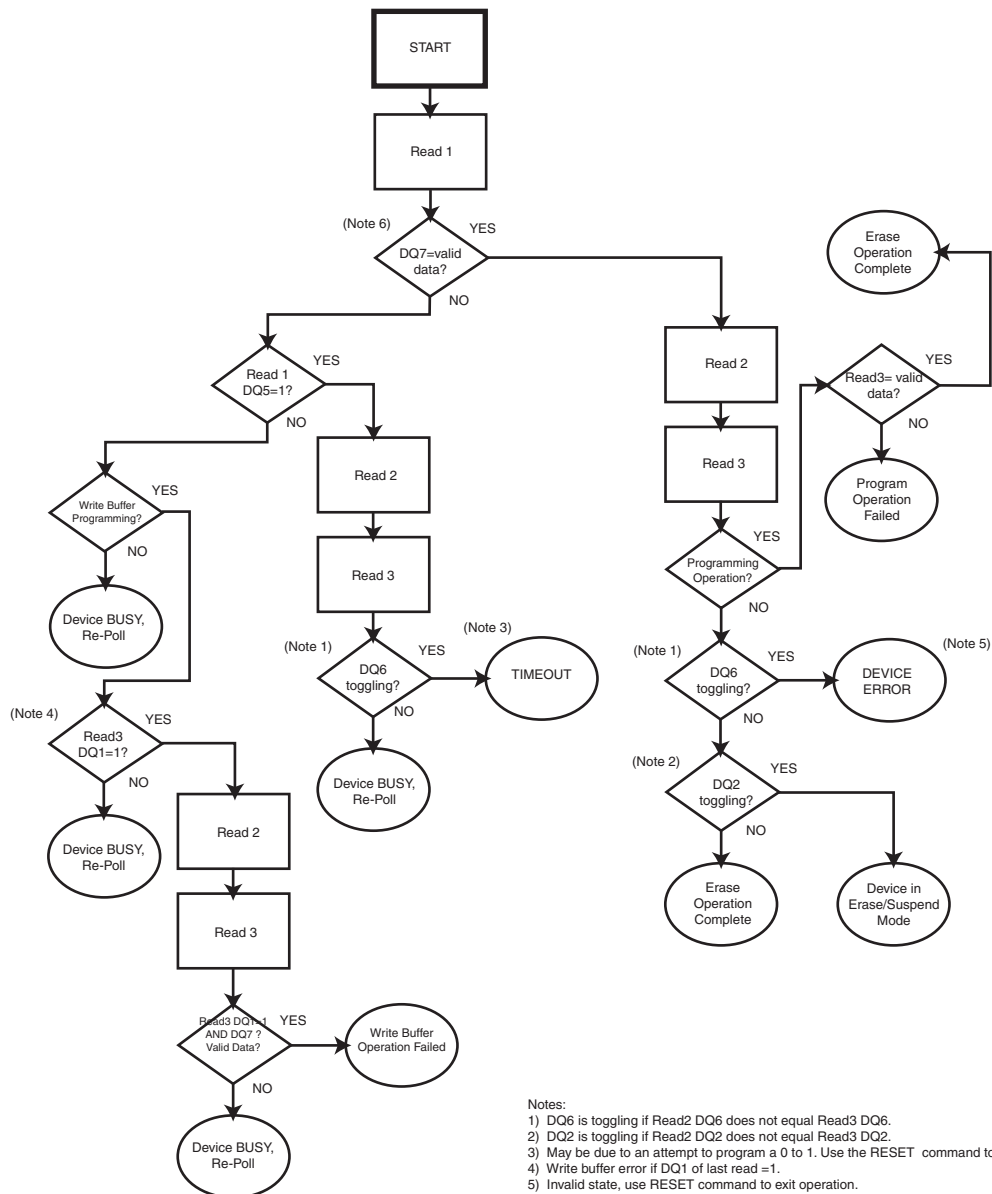 START
Read 1
(Note 6)
YES
DQ7=valid
data?
NO
Erase
Operation
Complete
Read 1
DQ5=1?
YES
NO
Read 2
Read3= valid
data?
YES
NO
Read 2
Read 3
Program
Operation
Failed
Write Buffer
Programming?
YES
NO
Device BUSY,
Re-Poll
Read 3
Programming
Operation?
YES
NO
(Note 1)
DQ6
toggling?
YES
NO
(Note 3)
TIMEOUT
(Note 1)
DQ6
toggling?
YES
NO
DEVICE
ERROR
(Note 5)
(Note 4)
Read3
DQ1=1?
YES
NO
Device BUSY,
Re-Poll
Device BUSY,
Re-Poll
(Note 2)
DQ2
toggling?
YES
NO
Read 2
Read 3
Erase
Operation
Complete
Device in
Erase/Suspend
Mode
Read3 DQ1=1
AND DQ7 ?
Valid Data?
YES
NO
Write Buffer
Operation Failed
Device BUSY,
Re-Poll
Notes:
1) DQ6 is toggling if Read2 DQ6 does not equal Read3 DQ6.
2) DQ2 is toggling if Read2 DQ2 does not equal Read3 DQ2.
3) May be due to an attempt to program a 0 to 1. Use the RESET command to
4) Write buffer error if DQ1 of last read =1.
5) Invalid state, use RESET command to exit operation.